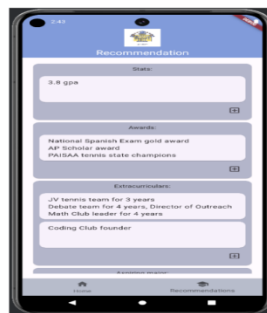 2:43
Recommendation
Stats:
3.8 gpa
Awards:
National Spanish Exam gold award
AP Scholar award
PAISAA tennis state champions
Extracurriculars:
JV tennis team for 3 years
Debate team for 4 years, Director of Outreach
Math Club leader for 4 years
Coding Club founder
Home
Recommendations